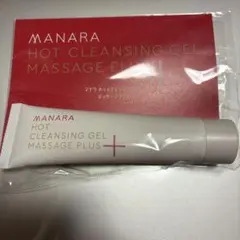 MANARA
HOT CLEANSING GEL
MASSAGE PLUS
MANARA
HOT
CLEANSING GEL
MASSAGE PLUS +